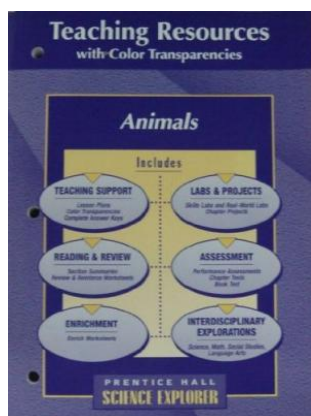 Teaching Resources
with Color Transparencies
Animals
Includes
TEACHING SUPPORT
Lesson Plans
Color Transparencies
Complete Answer Keys
LABS & PROJECTS
Skills Labs and Real-World Labs
Chapter Projects
READING & REVIEW
Section Summaries
Review & Reinforce Worksheets
ASSESSMENT
Performance Assessments
Chapter Tests
Book Test
ENRICHMENT
Enrich Worksheets
INTERDISCIPLINARY
EXPLORATIONS
Science, Math, Social Studies,
Language Arts
PRENTICE HALL
SCIENCE EXPLORER